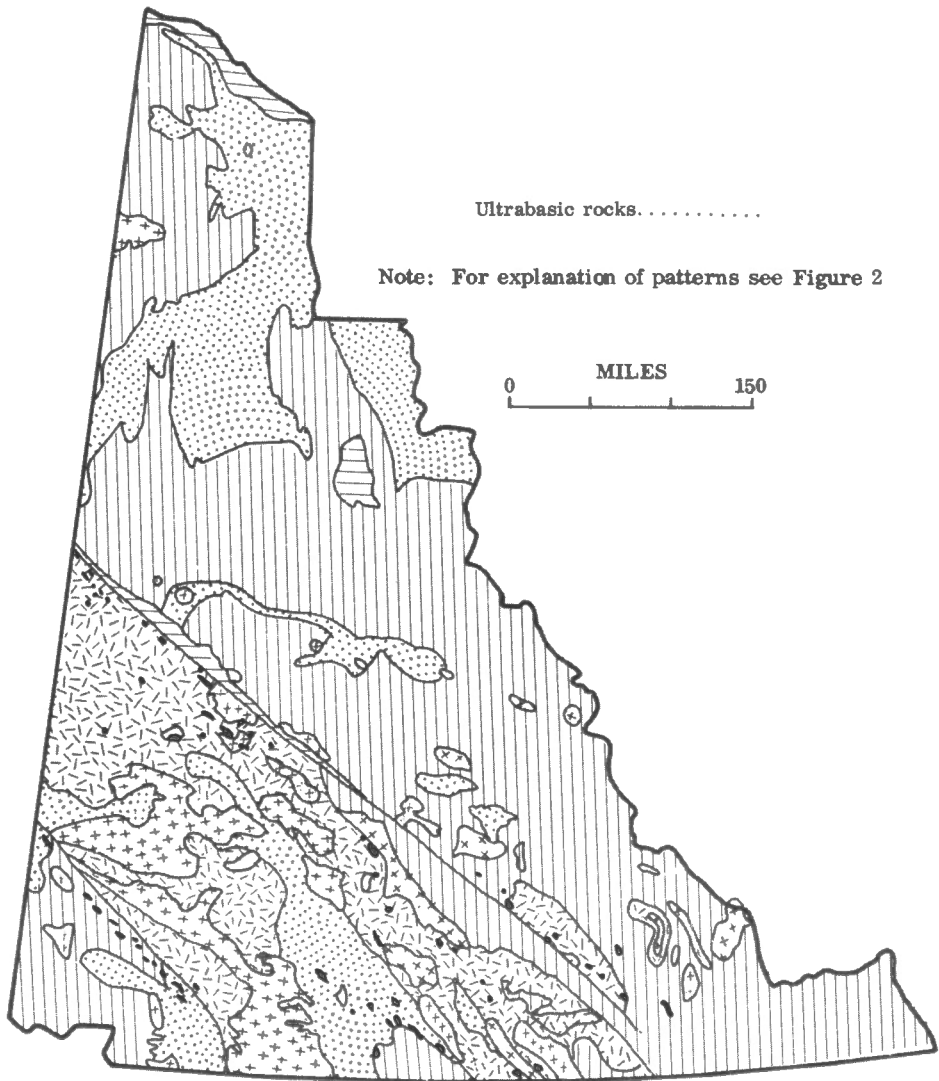 Ultrabasic rocks...........
Note: For explanation of patterns see Figure 2
MILES
0 150